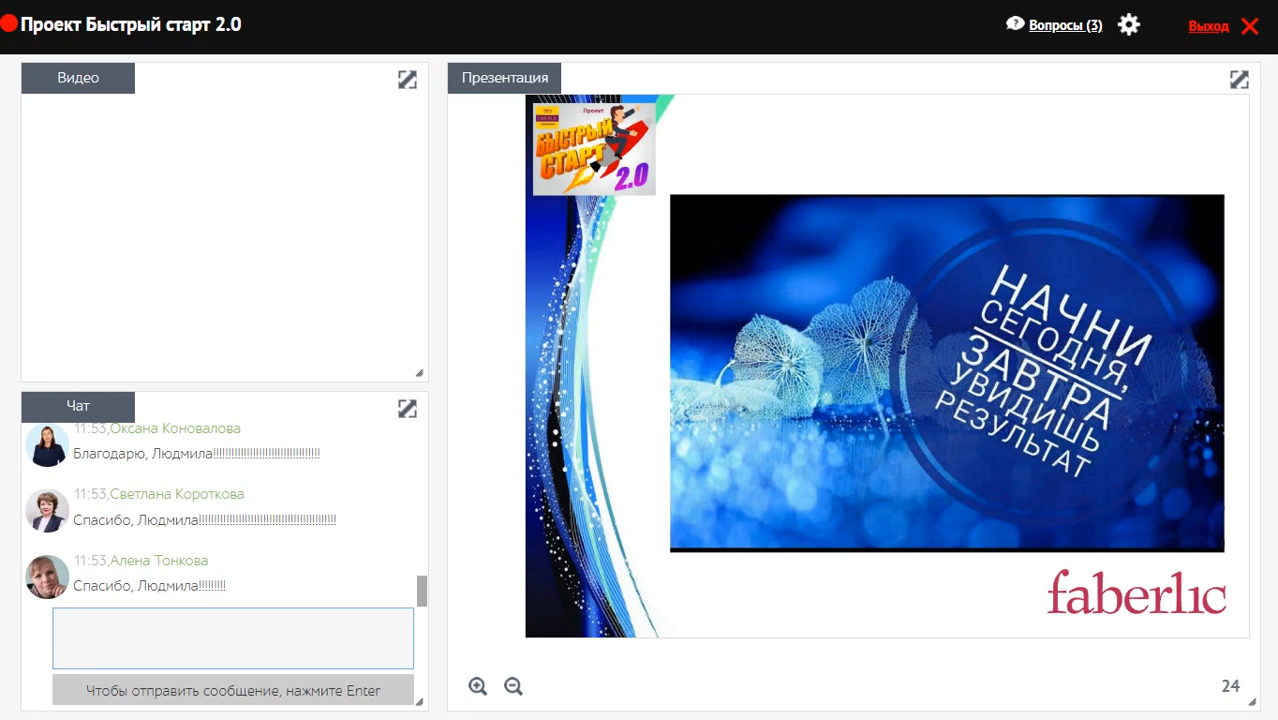 Проект Быстрый старт 2.0
Вопросы (3)
Выход
Видео
Презентация
Проект
БЫСТРЫЙ
СТАРТ
2.0
НАЧНИ
СЕГОДНЯ,
ЗАВТРА
УВИДИШЬ
РЕЗУЛЬТАТ
faberlic
Чат
11:53,Оксана Коновалова
Благодарю, Людмила!!!!!!!!!!!!!!!!!!!!!!!!!!!!!!!!!!!
11:53,Светлана Короткова
Спасибо, Людмила!!!!!!!!!!!!!!!!!!!!!!!!!!!!!!!!!!!!!!!!!!!!!
11:53,Алена Тонкова
Спасибо, Людмила!!!!!!!!!
Чтобы отправить сообщение, нажмите Enter
24